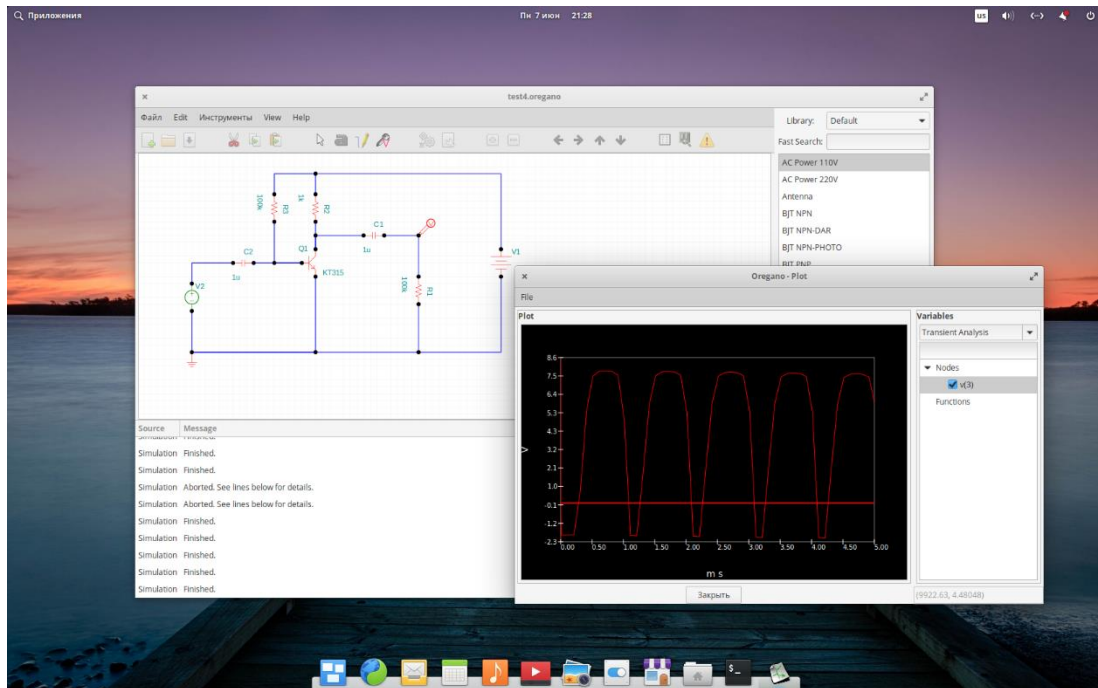 Приложения
Пн 7 июн 21:28
us
test4.oregano
Файл Edit Инструменты View Help
Library: Default
Fast Search:
AC Power 110V
AC Power 220V
Antenna
BJT NPN
BJT NPN-DAR
BJT NPN-PHOTO
BJT PNP
100k
R3
1k
R2
C1
1u
C2
1u
Q1
KT315
V1
V2
100k
R1
Source Message
Simulation Finished.
Simulation Finished.
Simulation Finished.
Simulation Aborted. See lines below for details.
Simulation Aborted. See lines below for details.
Simulation Finished.
Simulation Finished.
Simulation Finished.
Simulation Finished.
Simulation Finished.
Oregano - Plot
File
Plot
Variables
Transient Analysis
Nodes
v(3)
Functions
8.6
7.5
6.4
5.3
4.3
3.2
2.1
1.0
-0.1
-1.2
-2.3
V
0.00 0.50 1.00 1.50 2.00 2.50 3.00 3.50 4.00 4.50 5.00
m s
Закрыть
(9922.63, 4.48048)